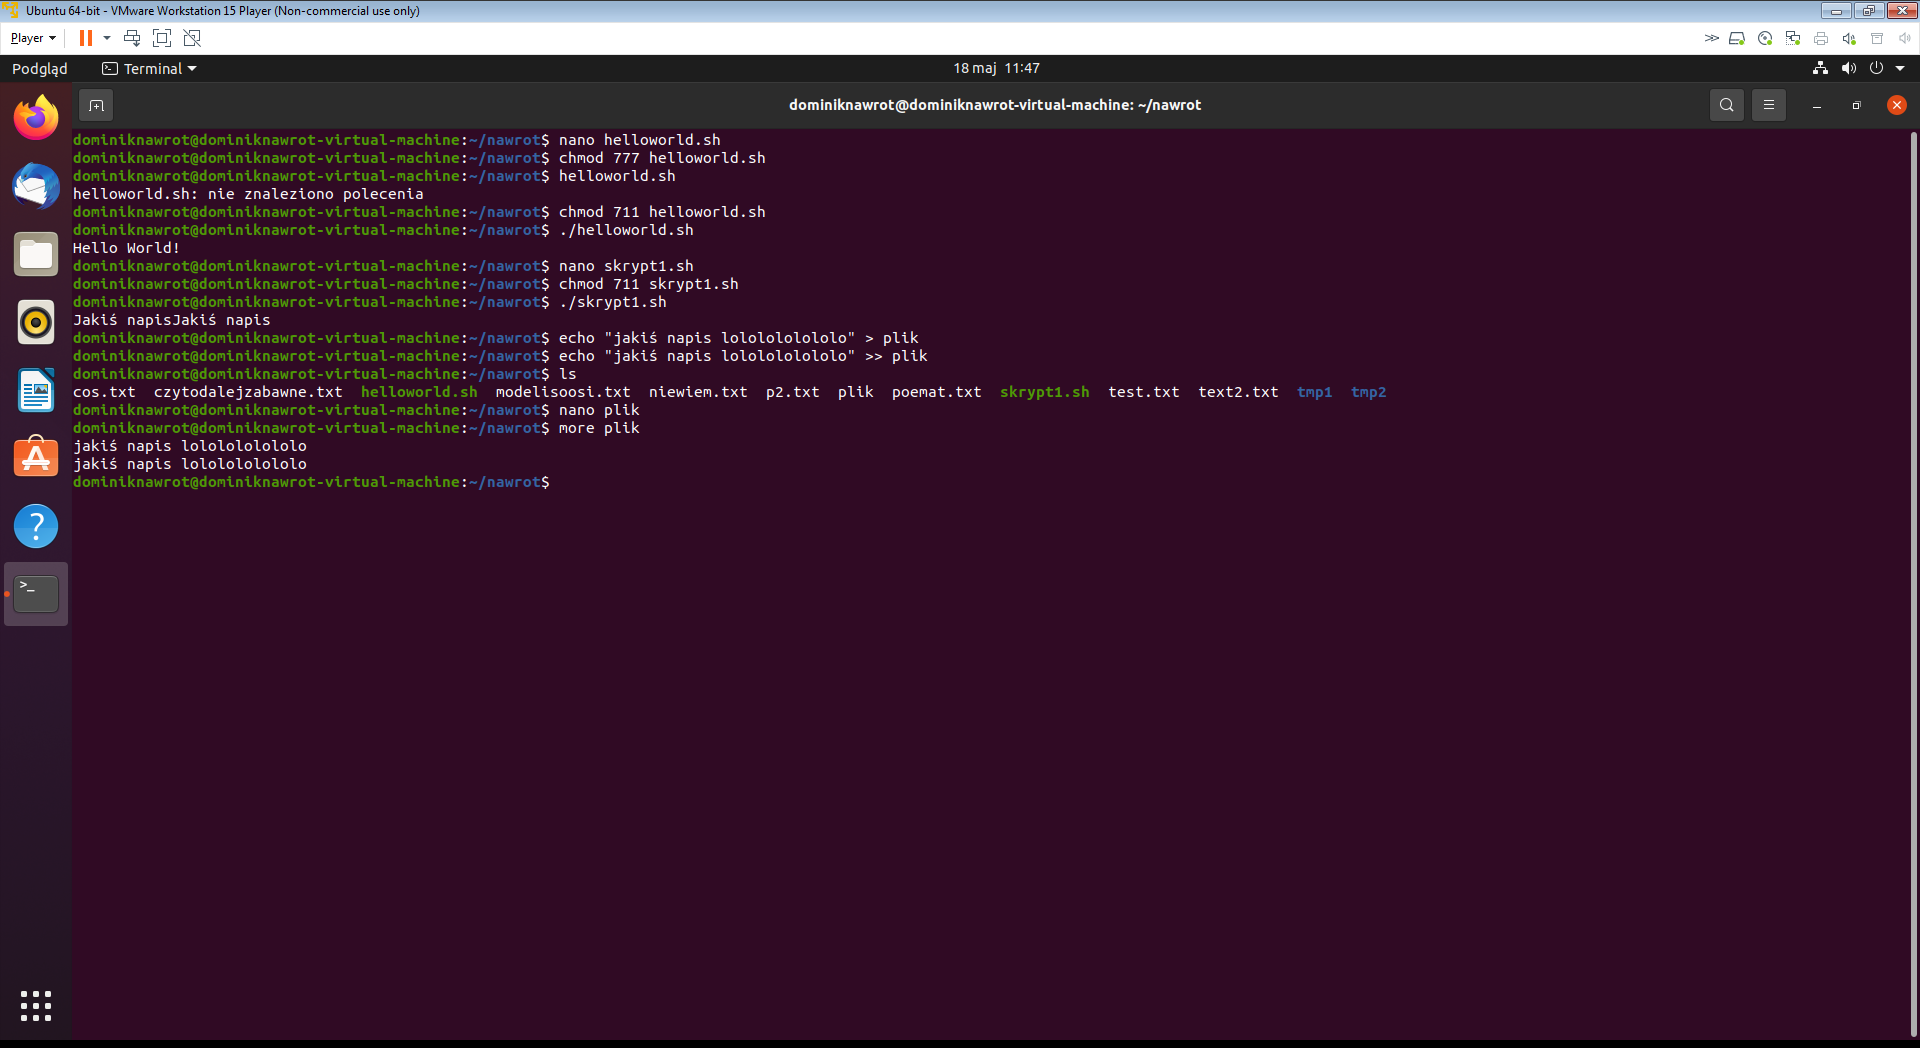 Ubuntu 64-bit - VMware Workstation 15 Player (Non-commercial use only)
Player
Podgląd Terminal 18 maj 11:47
dominiknawrot@dominiknawrot-virtual-machine: ~/nawrot
dominiknawrot@dominiknawrot-virtual-machine:~/nawrot$ nano helloworld.sh
dominiknawrot@dominiknawrot-virtual-machine:~/nawrot$ chmod 777 helloworld.sh
dominiknawrot@dominiknawrot-virtual-machine:~/nawrot$ helloworld.sh
helloworld.sh: nie znaleziono polecenia
dominiknawrot@dominiknawrot-virtual-machine:~/nawrot$ chmod 711 helloworld.sh
dominiknawrot@dominiknawrot-virtual-machine:~/nawrot$ ./helloworld.sh
Hello World!
dominiknawrot@dominiknawrot-virtual-machine:~/nawrot$ nano skrypt1.sh
dominiknawrot@dominiknawrot-virtual-machine:~/nawrot$ chmod 711 skrypt1.sh
dominiknawrot@dominiknawrot-virtual-machine:~/nawrot$ ./skrypt1.sh
Jakiś napisJakiś napis
dominiknawrot@dominiknawrot-virtual-machine:~/nawrot$ echo "jakiś napis lololololololo" > plik
dominiknawrot@dominiknawrot-virtual-machine:~/nawrot$ echo "jakiś napis lololololololo" >> plik
dominiknawrot@dominiknawrot-virtual-machine:~/nawrot$ ls
cos.txt czytodalejzabawne.txt helloworld.sh modelisoosi.txt niewiem.txt p2.txt plik poemat.txt skrypt1.sh test.txt text2.txt tmp1 tmp2
dominiknawrot@dominiknawrot-virtual-machine:~/nawrot$ nano plik
dominiknawrot@dominiknawrot-virtual-machine:~/nawrot$ more plik
jakiś napis lololololololo
jakiś napis lololololololo
dominiknawrot@dominiknawrot-virtual-machine:~/nawrot$